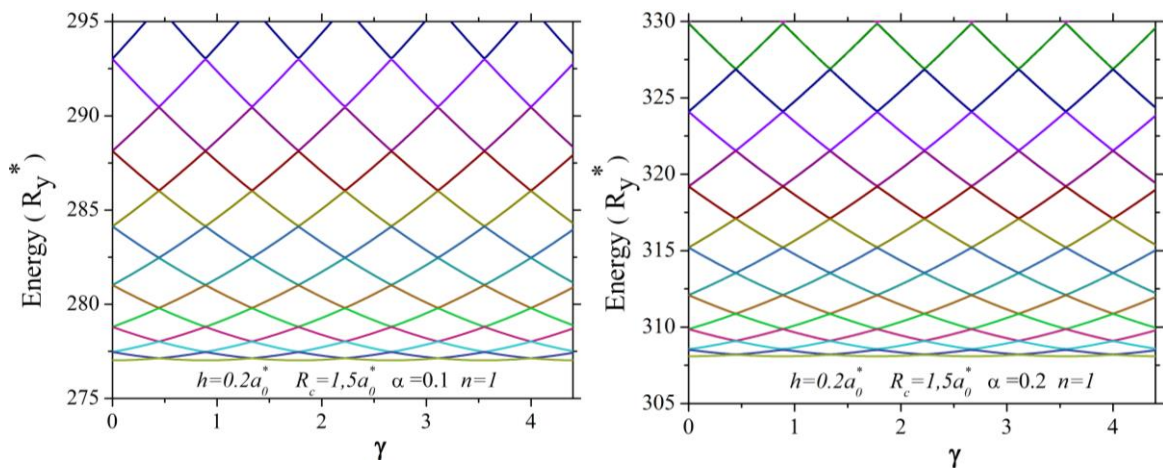 295
290
285
280
275
Energy ( R_y^* )
0 1 2 3 4
γ
h=0.2a_0^* R_c=1,5a_0^* α=0.1 n=1
330
325
320
315
310
305
Energy (R_y^*)
0 1 2 3 4
γ
h=0.2a_0^* R_c=1,5a_0^* α=0.2 n=1